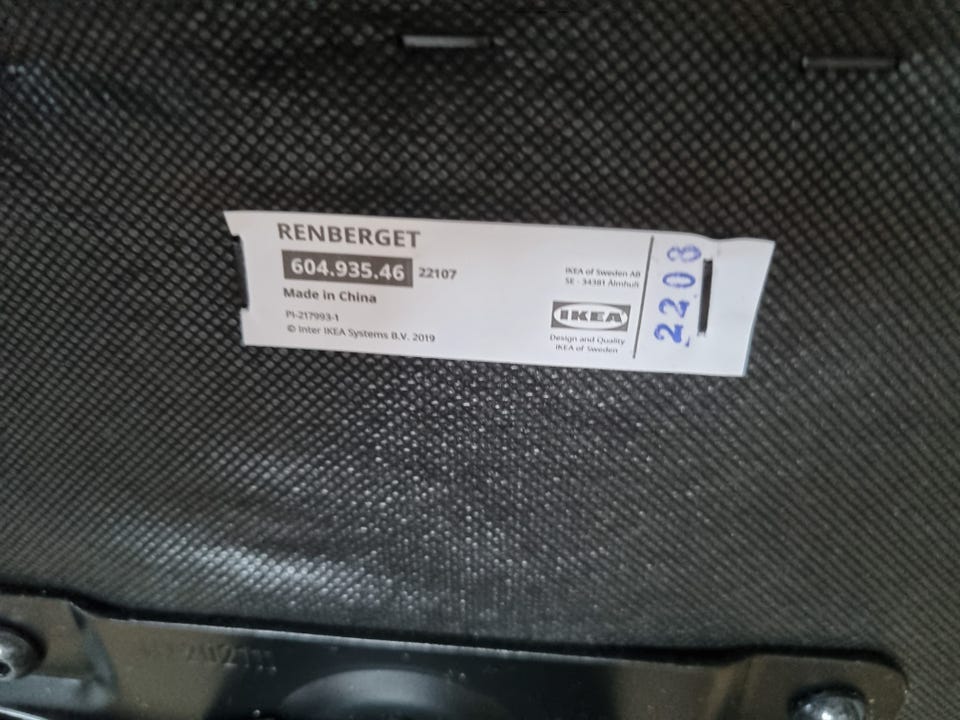 RENBERGET
604.935.46 22107
Made in China
PI-217993-1
© Inter IKEA Systems B.V. 2019
IKEA of Sweden AB
SE - 34381 Älmhult
IKEA
Design and Quality
IKEA of Sweden
2208